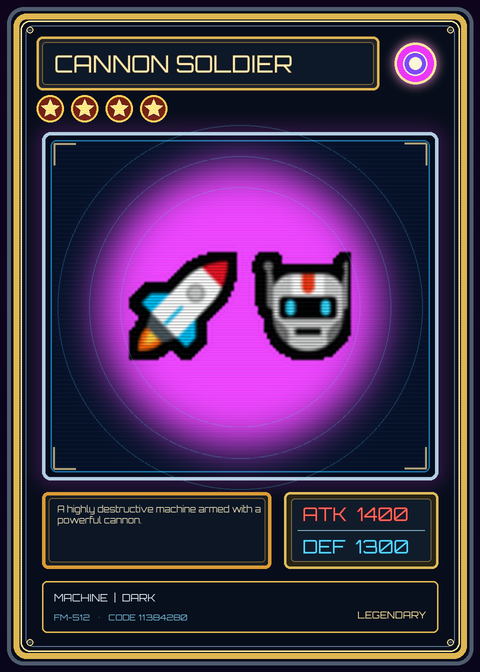 CANNON SOLDIER
A highly destructive machine armed with a
powerful cannon.
ATK 1400
DEF 1300
MACHINE | DARK
FM-512 · CODE 11384280
LEGENDARY